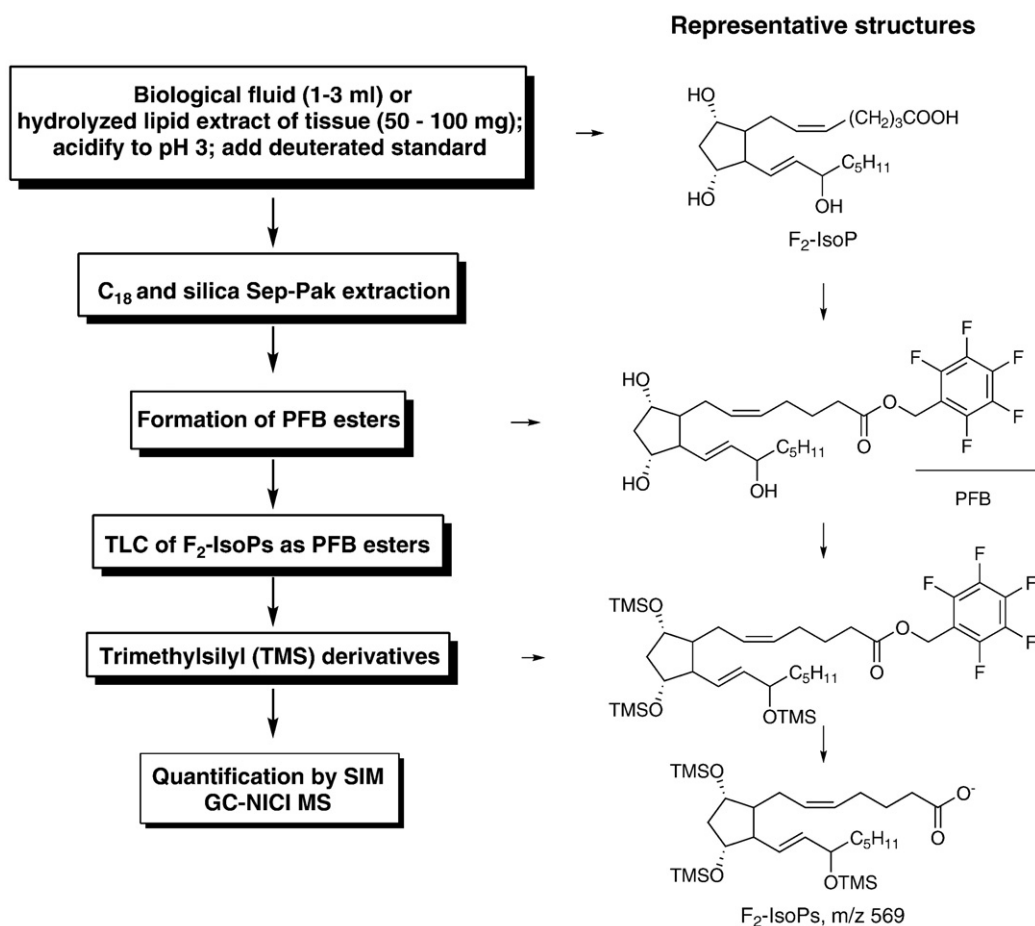 Representative structures
Biological fluid (1-3 ml) or
hydrolyzed lipid extract of tissue (50 - 100 mg);
acidify to pH 3; add deuterated standard
HO
(CH₂)₃COOH
C₅H₁₁
HO
OH
F₂-IsoP
C₁₈ and silica Sep-Pak extraction
Formation of PFB esters
HO
O
O
F
F
F
F
F
F
C₅H₁₁
HO
OH
PFB
TLC of F₂-IsoPs as PFB esters
Trimethylsilyl (TMS) derivatives
TMSO
O
O
F
F
F
F
F
F
C₅H₁₁
TMSO
OTMS
Quantification by SIM
GC-NICI MS
TMSO
O⁻
O
C₅H₁₁
TMSO
OTMS
F₂-IsoPs, m/z 569